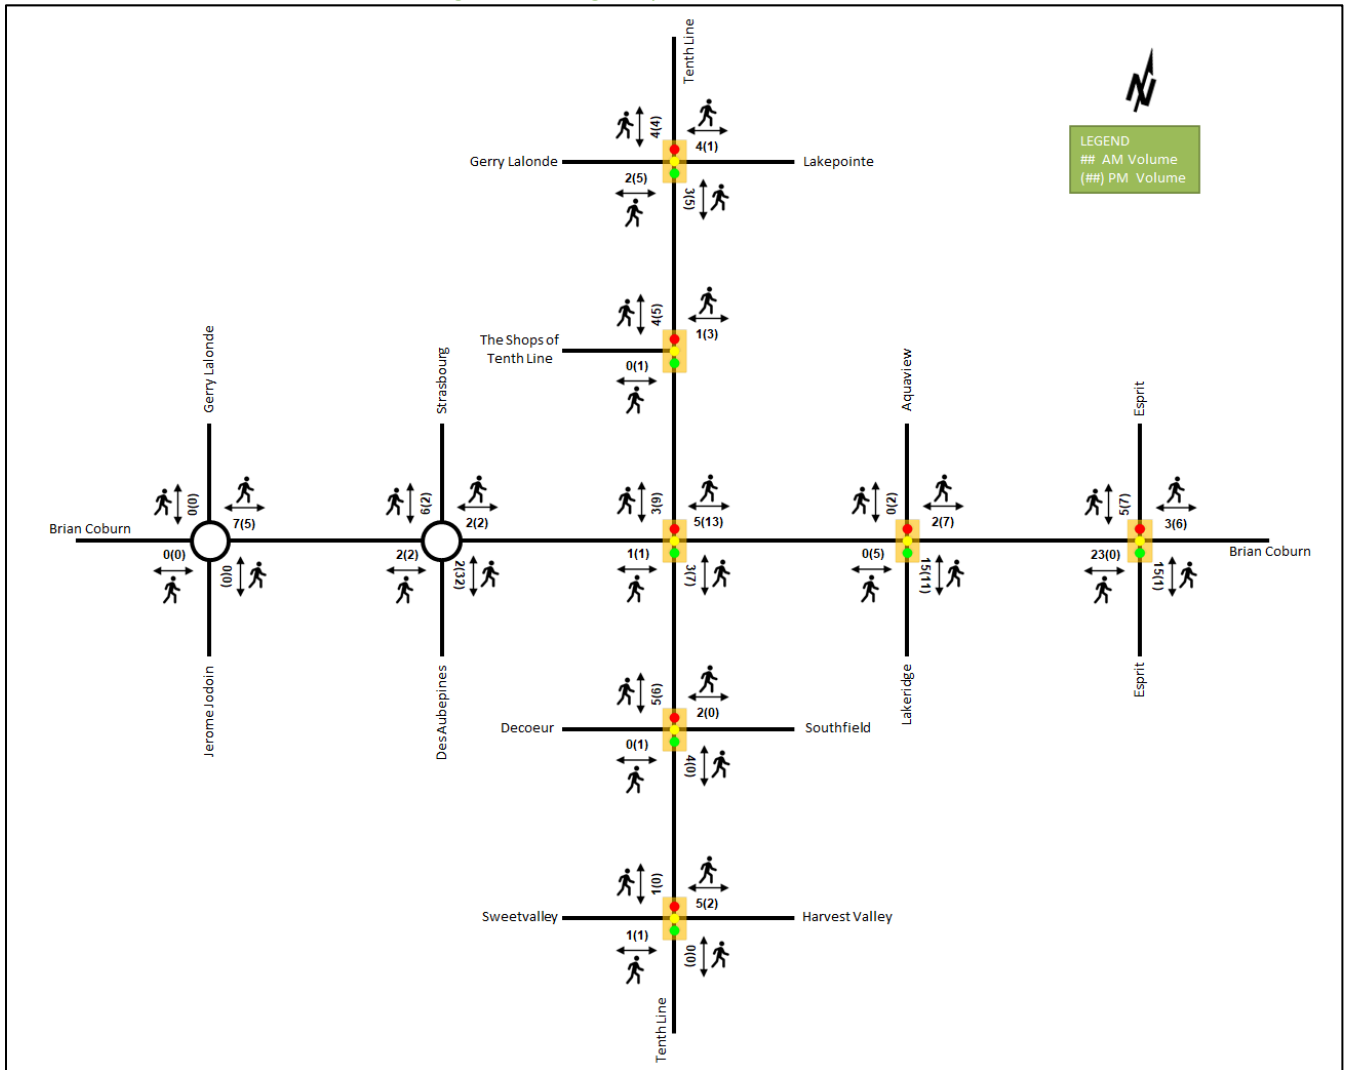 Tenth Line
4(4)
4(1)
Gerry Lalonde
Lakepointe
2(5)
3(5)
LEGEND
## AM Volume
(##) PM Volume
4(5)
1(3)
The Shops of
Tenth Line
0(1)
Gerry Lalonde
Strasbourg
Aquaview
Esprit
0(0)
7(5)
6(2)
2(2)
3(9)
5(13)
0(2)
2(7)
5(7)
3(6)
Brian Coburn
Brian Coburn
0(0)
0(0)
2(2)
2(32)
1(1)
3(7)
0(5)
15(11)
23(0)
15(1)
Jerome Jodoin
Des Aubepines
Lakeridge
Esprit
5(6)
2(0)
Decoeur
Southfield
0(1)
4(0)
1(0)
5(2)
Sweetvalley
Harvest Valley
1(1)
0(0)
Tenth Line